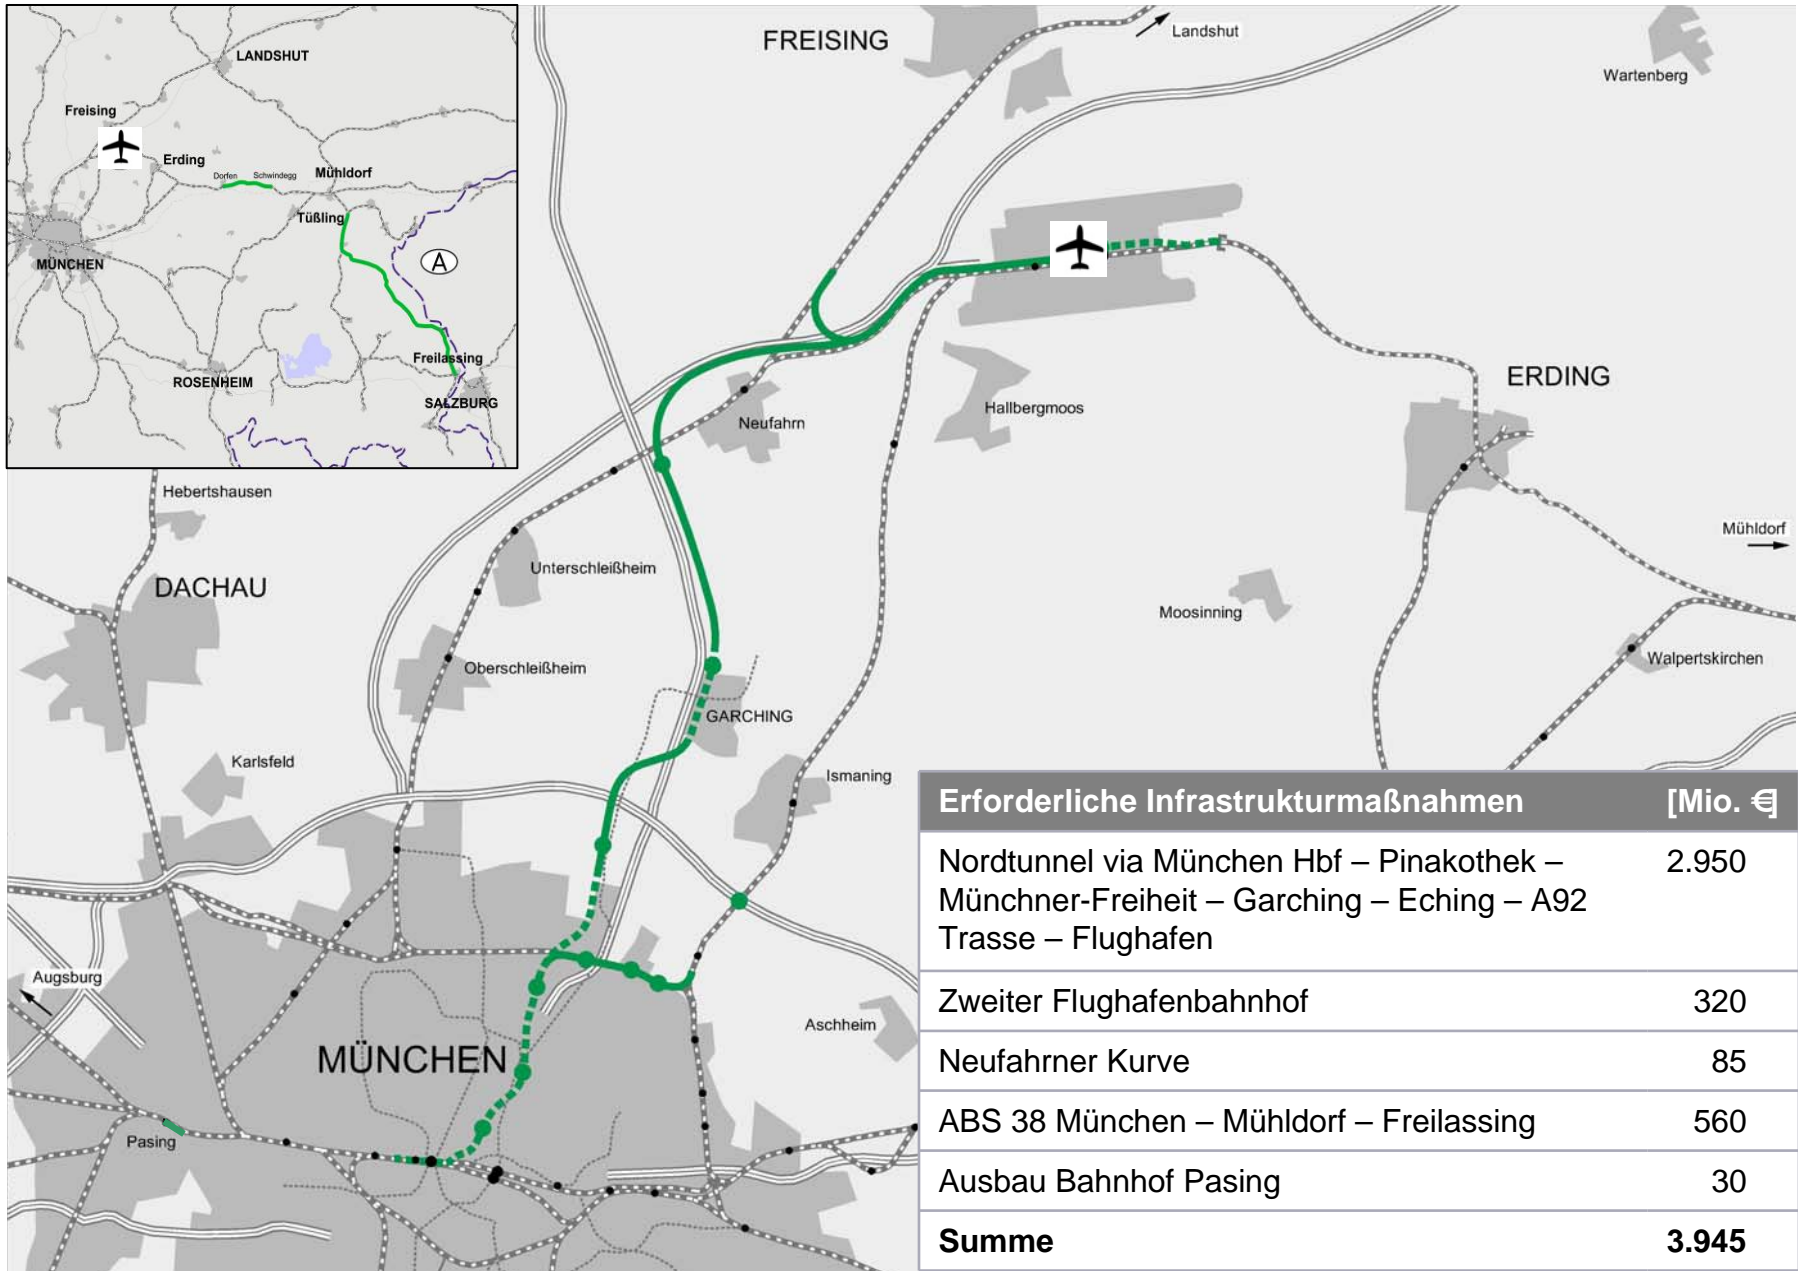 LANDSHUT
Freising
Erding
Dorfen
Schwindegg
Mühldorf
Tüßling
MÜNCHEN
A
Freilassing
ROSENHEIM
SALZBURG
FREISING
Landshut
Wartenberg
Neufahrn
Hallbergmoos
ERDING
Hebertshausen
Mühldorf
DACHAU
Unterschleißheim
Moosinning
Oberschleißheim
Walpertskirchen
GARCHING
Karlsfeld
Ismaning
Augsburg
Aschheim
MÜNCHEN
Pasing
Erforderliche Infrastrukturmaßnahmen [Mio. €]
Nordtunnel via München Hbf – Pinakothek – 2.950
Münchner-Freiheit – Garching – Eching – A92
Trasse – Flughafen
Zweiter Flughafenbahnhof 320
Neufahrner Kurve 85
ABS 38 München – Mühldorf – Freilassing 560
Ausbau Bahnhof Pasing 30
Summe 3.945